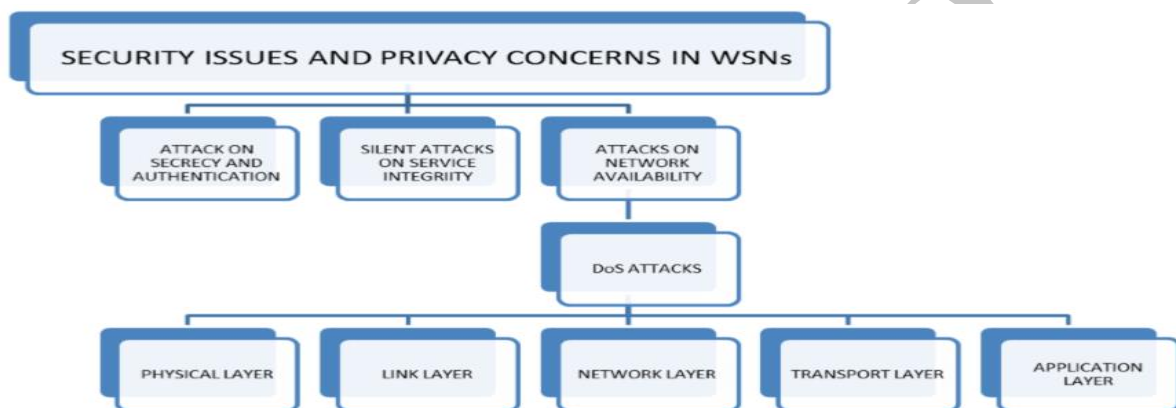 SECURITY ISSUES AND PRIVACY CONCERNS IN WSNs
ATTACK ON
SECRECY AND
AUTHENTICATION
SILENT ATTACKS
ON SERVICE
INTEGRIITY
ATTACKS ON
NETWORK
AVAILABILITY
DoS ATTACKS
PHYSICAL LAYER
LINK LAYER
NETWORK LAYER
TRANSPORT LAYER
APPLICATION
LAYER